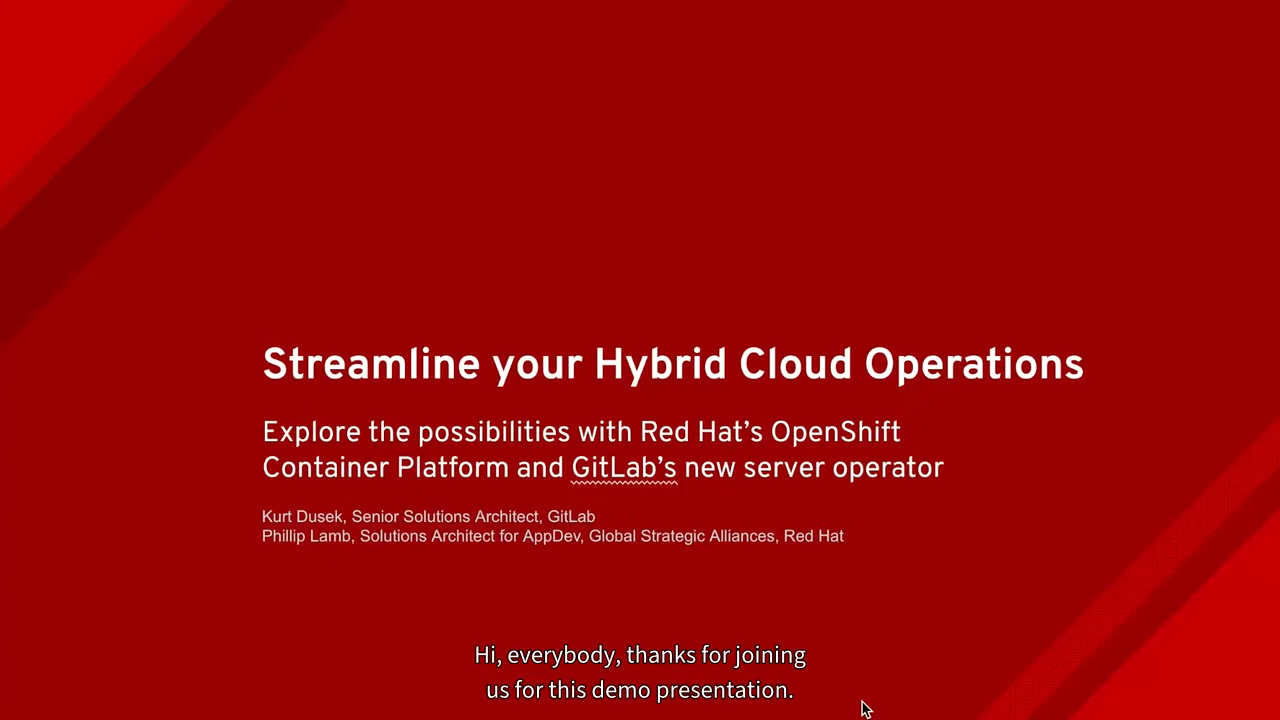 Streamline your Hybrid Cloud Operations
Explore the possibilities with Red Hat’s OpenShift
Container Platform and GitLab’s new server operator
Kurt Dusek, Senior Solutions Architect, GitLab
Phillip Lamb, Solutions Architect for AppDev, Global Strategic Alliances, Red Hat
Hi, everybody, thanks for joining
us for this demo presentation.